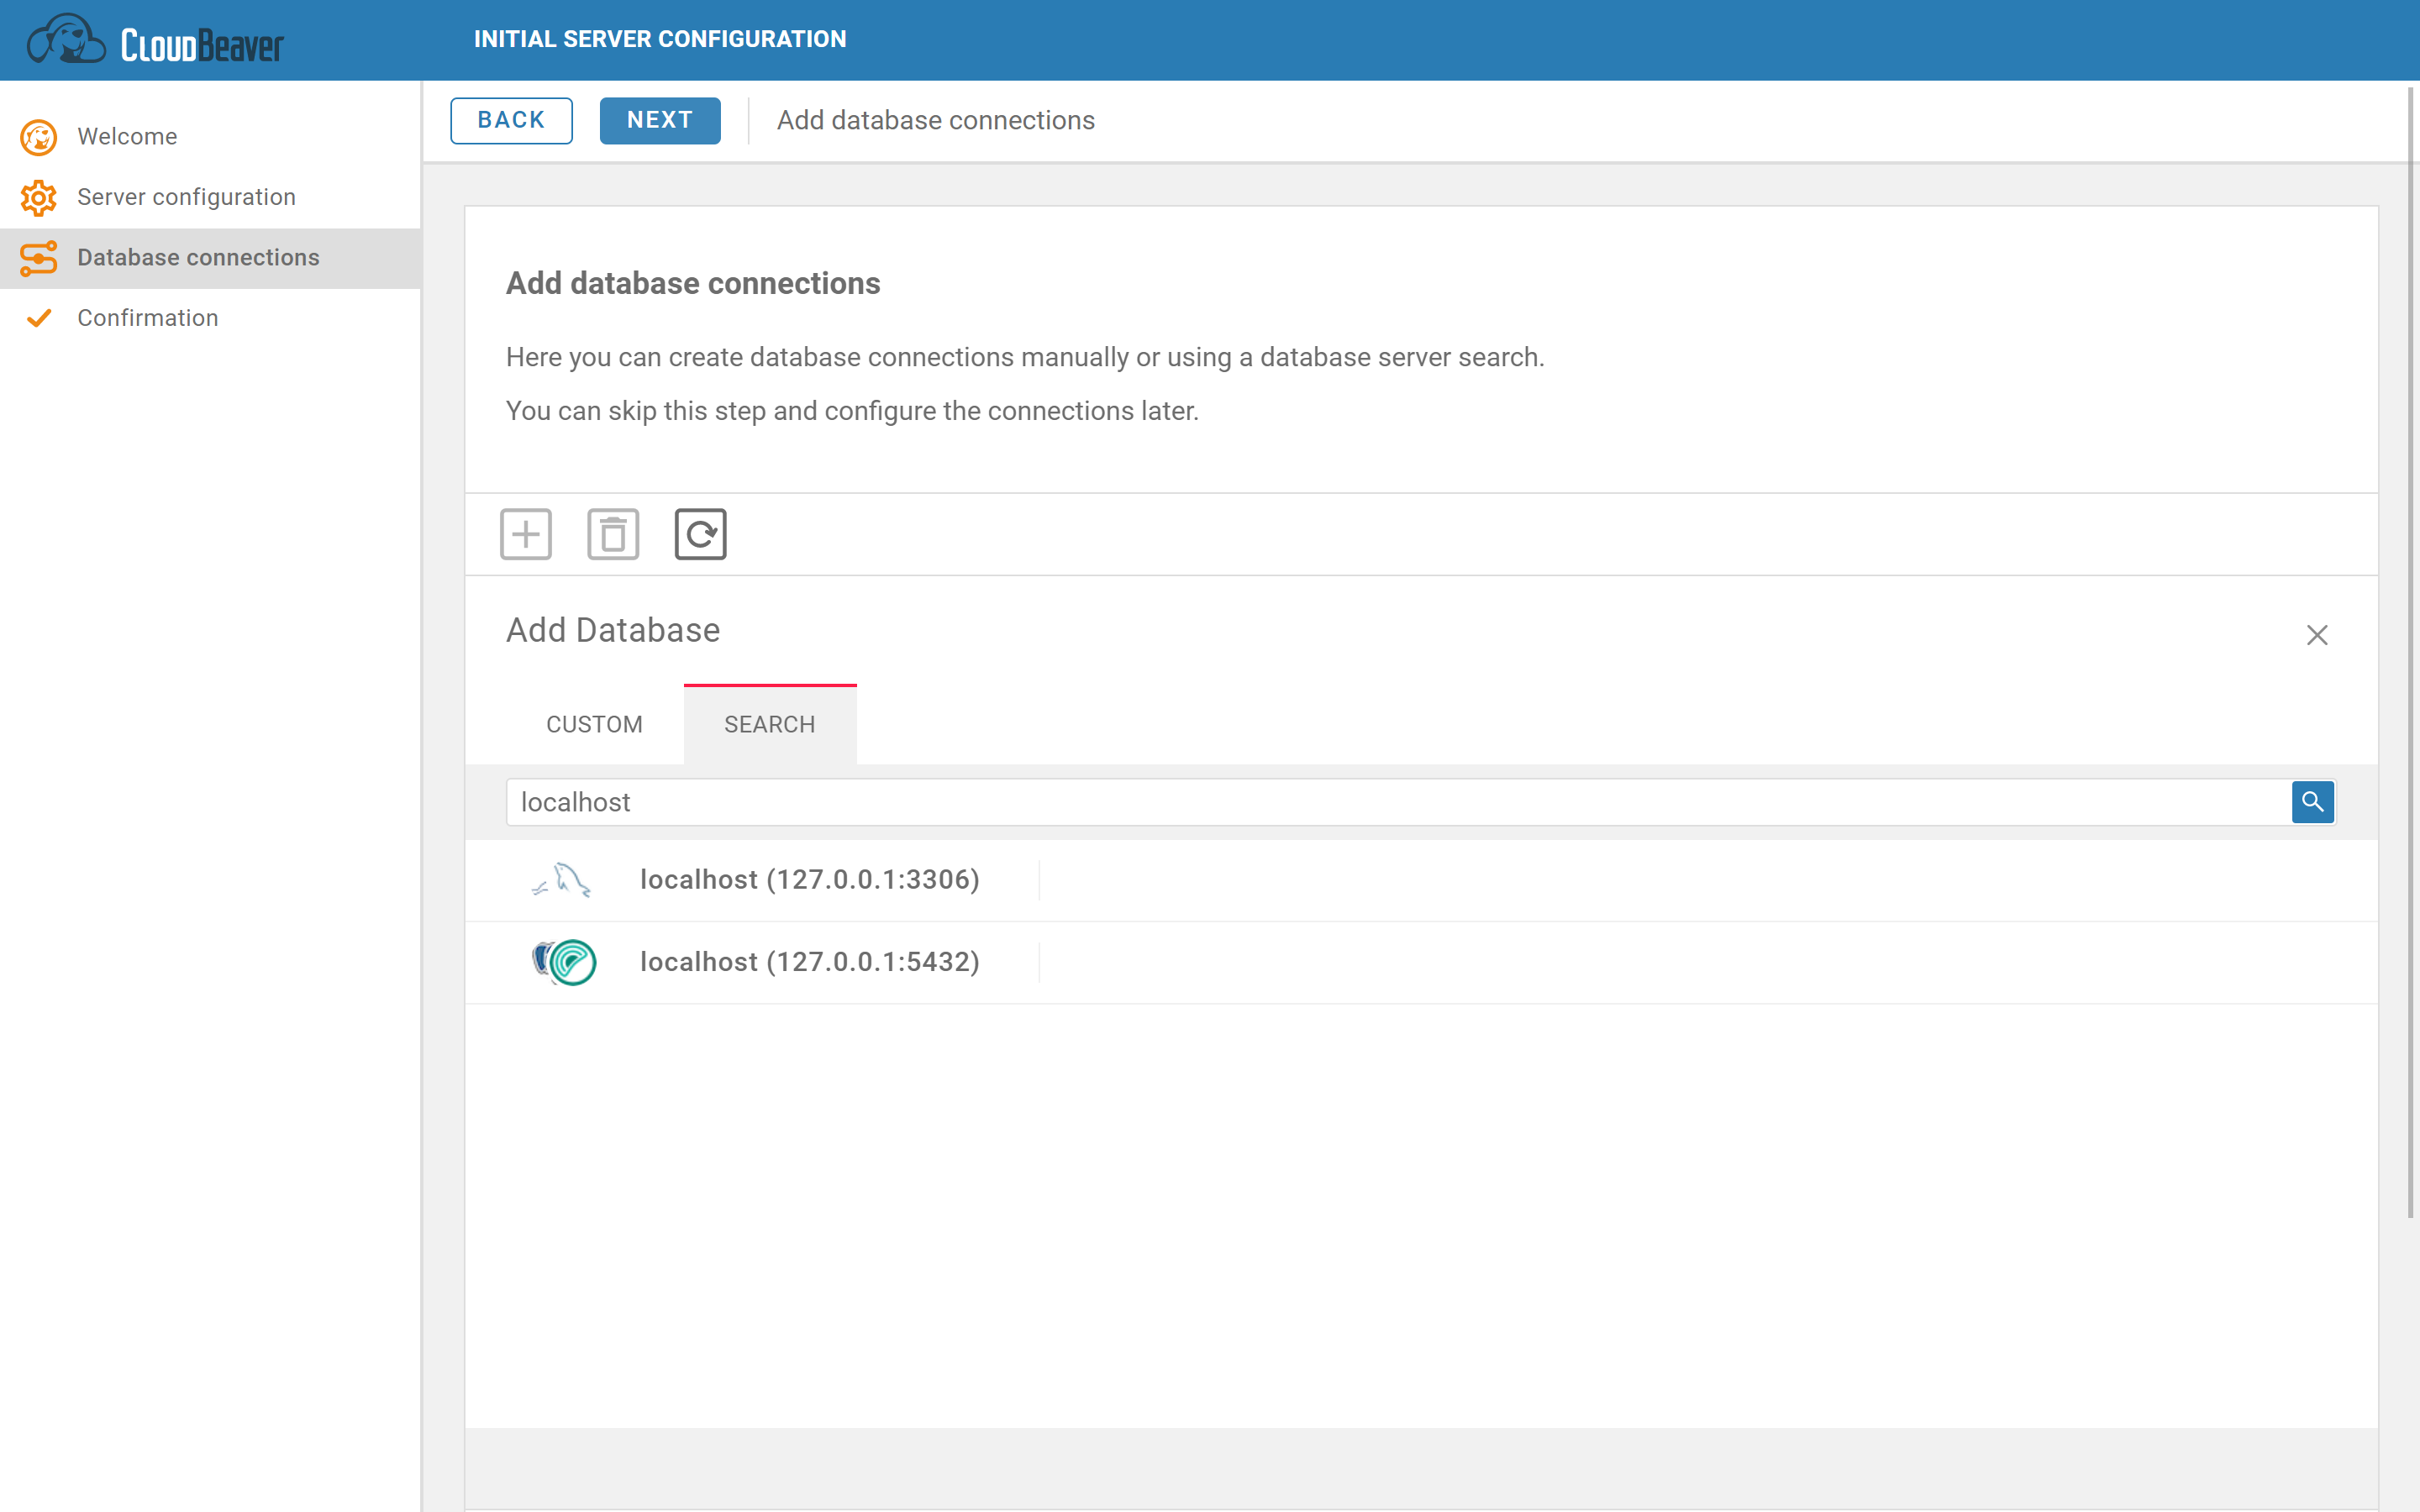 CloudBeaver
INITIAL SERVER CONFIGURATION
Welcome
Server configuration
Database connections
Confirmation
BACK
NEXT
Add database connections
Add database connections
Here you can create database connections manually or using a database server search.
You can skip this step and configure the connections later.
Add Database
CUSTOM
SEARCH
localhost
localhost (127.0.0.1:3306)
localhost (127.0.0.1:5432)